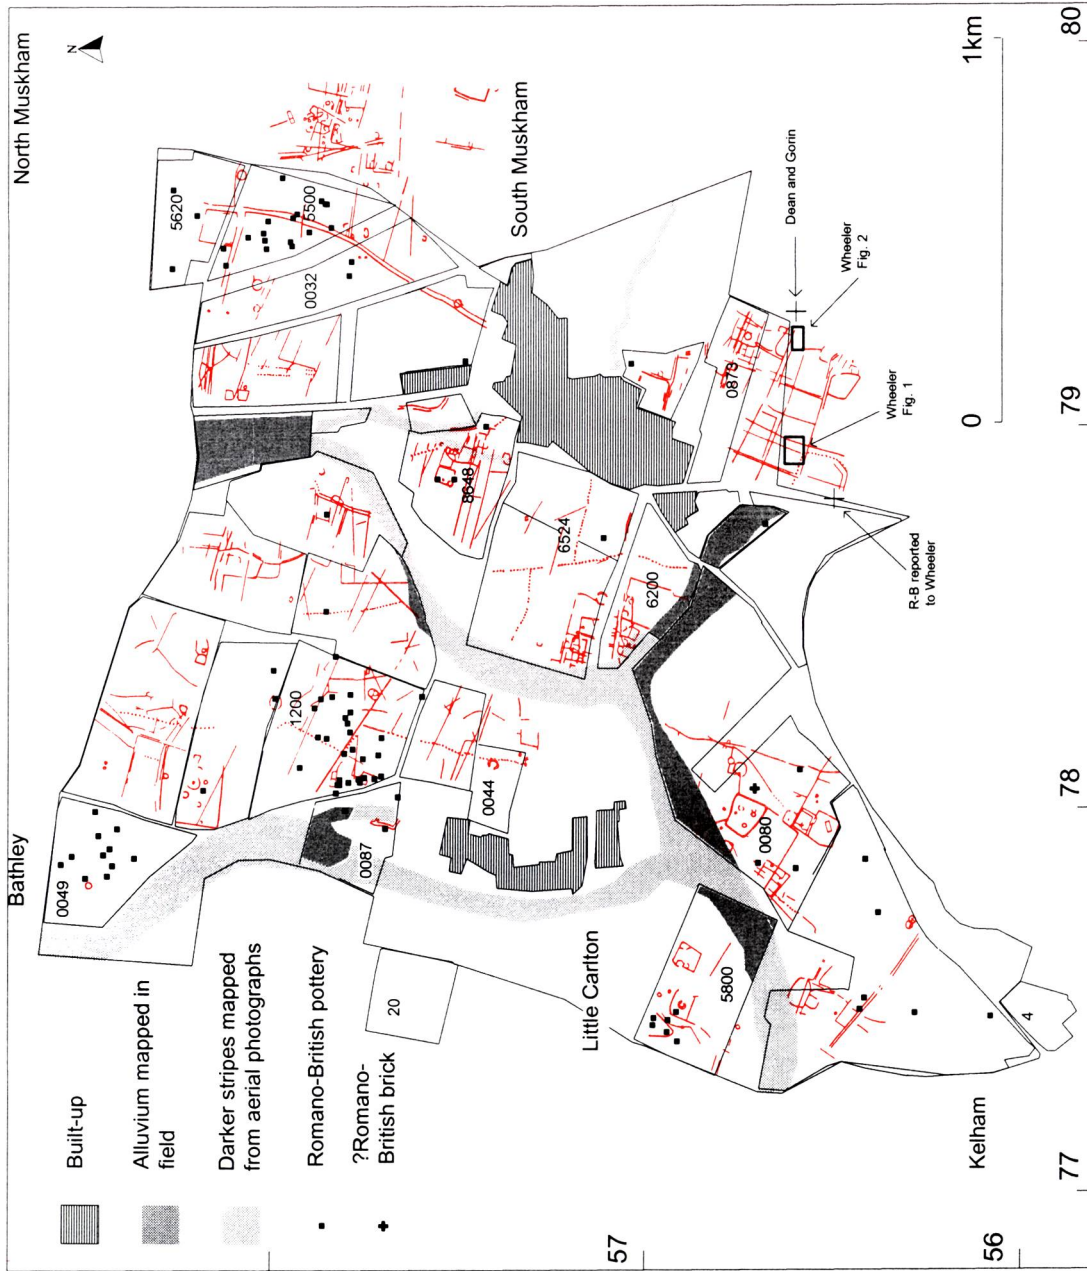 North Muskham
Bathley
N
5620
5500
0032
South Muskham
0049
1200
8648
0087
0044
20
6524
6200
0873
Dean and Gorin
Wheeler
Fig. 2
Wheeler
Fig. 1
R-B reported
to Wheeler
Little Carlton
5800
0080
4
Kelham
Built-up
Alluvium mapped in
field
Darker stripes mapped
from aerial photographs
Romano-British pottery
?Romano-
British brick
0
1km
57
56
77
78
79
80